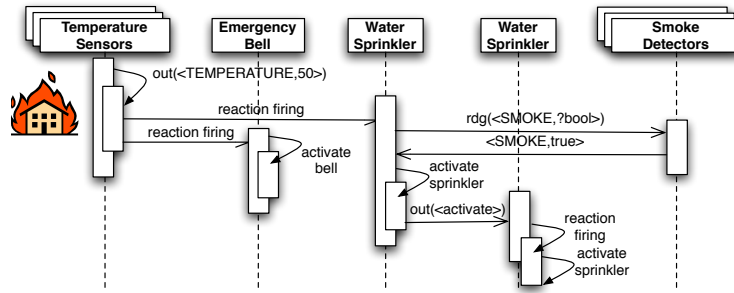 Temperature
Sensors
Emergency
Bell
Water
Sprinkler
Water
Sprinkler
Smoke
Detectors
out(<TEMPERATURE,50>)
reaction firing
rdg(<SMOKE,?bool>)
reaction firing
<SMOKE,true>
activate
bell
activate
sprinkler
out(<activate>)
reaction
firing
activate
sprinkler